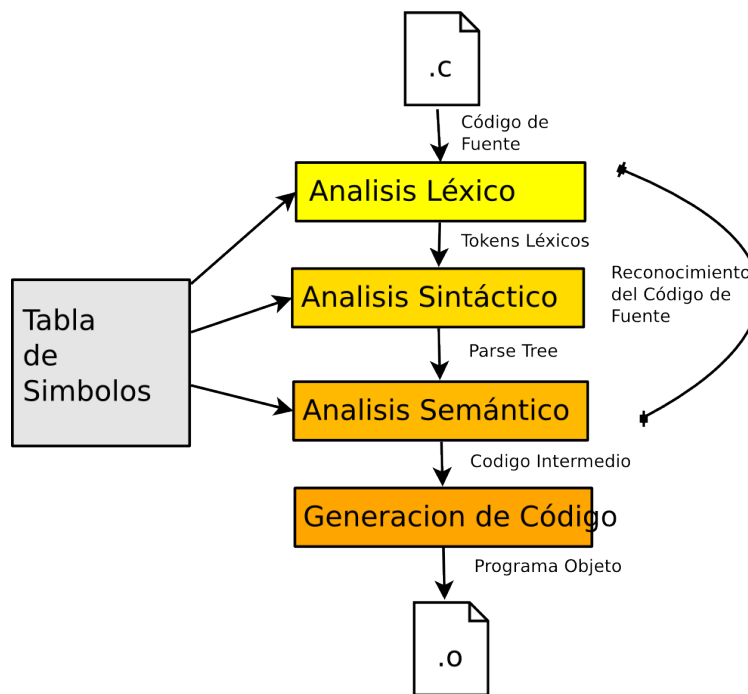 .c
Código de
Fuente
Analisis Léxico
Tokens Léxicos
Analisis Sintáctico
Reconocimiento
del Código de
Fuente
Tabla
de
Simbolos
Parse Tree
Analisis Semántico
Codigo Intermedio
Generacion de Código
Programa Objeto
.o